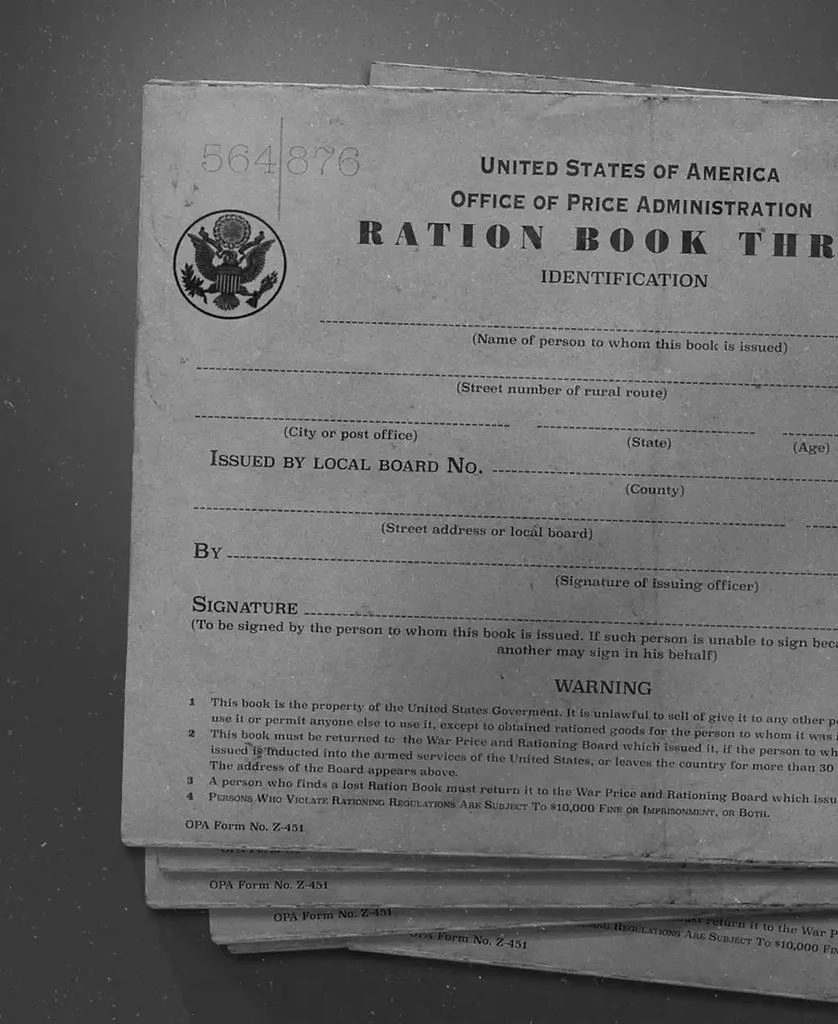 564 876
UNITED STATES OF AMERICA
OFFICE OF PRICE ADMINISTRATION
RATION BOOK THR
IDENTIFICATION
(Name of person to whom this book is issued)
(Street number of rural route)
(City or post office) (State) (Age)
ISSUED BY LOCAL BOARD NO.
(County)
(Street address or local board)
BY
(Signature of issuing officer)
SIGNATURE
(To be signed by the person to whom this book is issued. If such person is unable to sign beca
another may sign in his behalf)
WARNING
1 This book is the property of the United States Goverment. It is unlawful to sell of give it to any other p
use it or permit anyone else to use it, except to obtained rationed goods for the person to whom it was
2 This book must be returned to the War Price and Rationing Board which issued it, if the person to wh
issued is inducted into the armed services of the United States, or leaves the country for more than 30
The address of the Board appears above.
3 A person who finds a lost Ration Book must return it to the War Price and Rationing Board which issu
4 PERSONS WHO VIOLATE RATIONING REGULATIONS ARE SUBJECT TO $10,000 FINE OR IMPRISONMENT, OR BOTH.
OPA Form No. Z-451
OPA Form No. Z-451
OPA Form No. Z-451
return it to the War P
REGULATIONS ARE SUBJECT TO $10,000 FIN
OPA Form No. Z-451